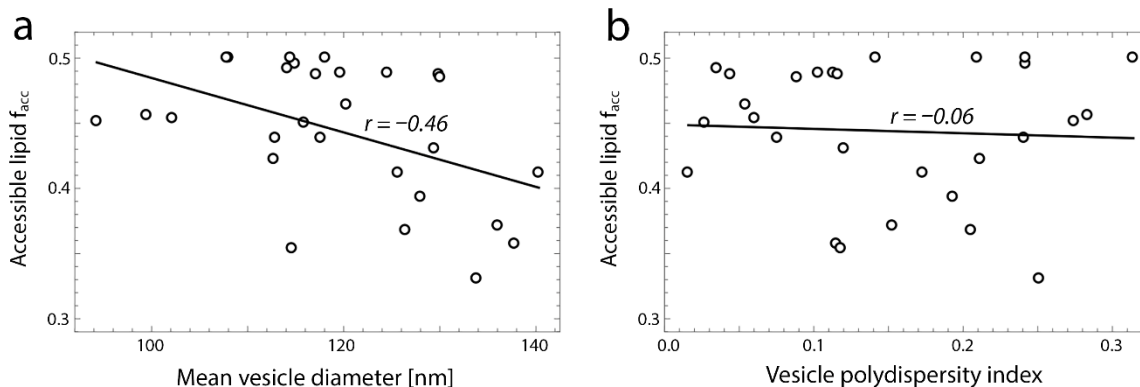 a
Accessible lipid f_acc
0.5
0.4
0.3
r = −0.46
100
120
140
Mean vesicle diameter [nm]
b
Accessible lipid f_acc
0.5
0.4
0.3
r = −0.06
0.0
0.1
0.2
0.3
Vesicle polydispersity index